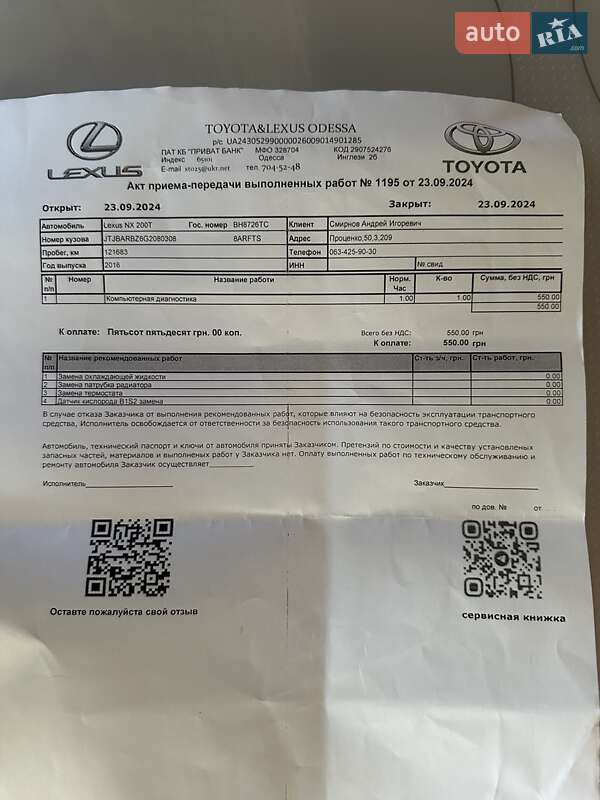 auto RIA.com
TOYOTA&LEXUS ODESSA
р/с UA243052990000026009014901285
ПАТ КБ "ПРИВАТ БАНК" МФО 328704 КОД 2907524276
Индекс 65101 Одесса Инглези 2б
E-mail xto25@ukr.net тел. 704-52-48
LEXUS
TOYOTA
Акт приема-передачи выполненных работ № 1195 от 23.09.2024
Открыт: 23.09.2024 Закрыт: 23.09.2024
Автомобиль Lexus NX 200T Гос. номер BH8726TC Клиент Смирнов Андрей Игоревич
Номер кузова JTJBARBZ6G2080308 8ARFTS Адрес Проценко,50,3,209
Пробег, км 121683 Телефон 063-425-90-30
Год выпуска 2016 ИНН № свид
№ п/п Номер Название работы Норм. Час К-во Сумма, без НДС, грн
1 Компьютерная диагностика 1.00 1.00 550.00
550.00
К оплате: Пятьсот пятьдесят грн. 00 коп. Всего без НДС: 550.00 грн
К оплате: 550.00 грн
№ п/п Название рекомендованных работ Ст-ть з/ч, грн. Ст-ть работ, грн.
1 Замена охлаждающей жидкости 0.00
2 Замена патрубка радиатора 0.00
3 Замена термостата 0.00
4 Датчик кислорода B1S2 замена 0.00
В случае отказа Заказчика от выполнения рекомендованных работ, которые влияют на безопасность эксплуатации транспортного
средства, Исполнитель освобождается от ответственности за безопасность использования такого транспортного средства.
Автомобиль, технический паспорт и ключи от автомобиля приняты Заказчиком. Претензий по стоимости и качеству установленых
запасных частей, материалов и выполненых работ у Заказчика нет. Оплату выполненных работ по техническому обслуживанию и
ремонту автомобиля Заказчик осуществляет__________
Исполнитель____________________ Заказчик____________________
по дов. № от
Оставте пожалуйста свой отзыв
сервисная книжка